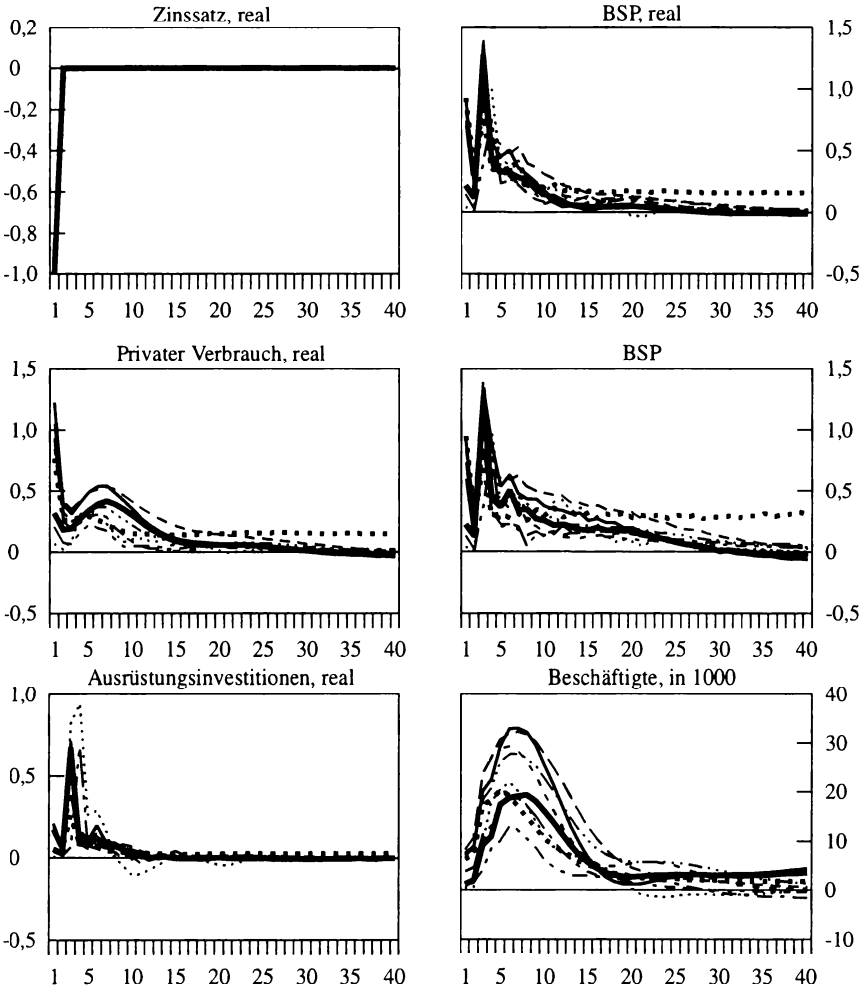 Zinssatz, real
0,2
0
-0,2
-0,4
-0,6
-0,8
-1,0
1 5 10 15 20 25 30 35 40
BSP, real
1,5
1,0
0,5
0
-0,5
1 5 10 15 20 25 30 35 40
Privater Verbrauch, real
1,5
1,0
0,5
0
-0,5
1 5 10 15 20 25 30 35 40
BSP
1,5
1,0
0,5
0
-0,5
1 5 10 15 20 25 30 35 40
Ausrüstungsinvestitionen, real
1,0
0,5
0
-0,5
1 5 10 15 20 25 30 35 40
Beschäftigte, in 1000
40
30
20
10
0
-10
1 5 10 15 20 25 30 35 40